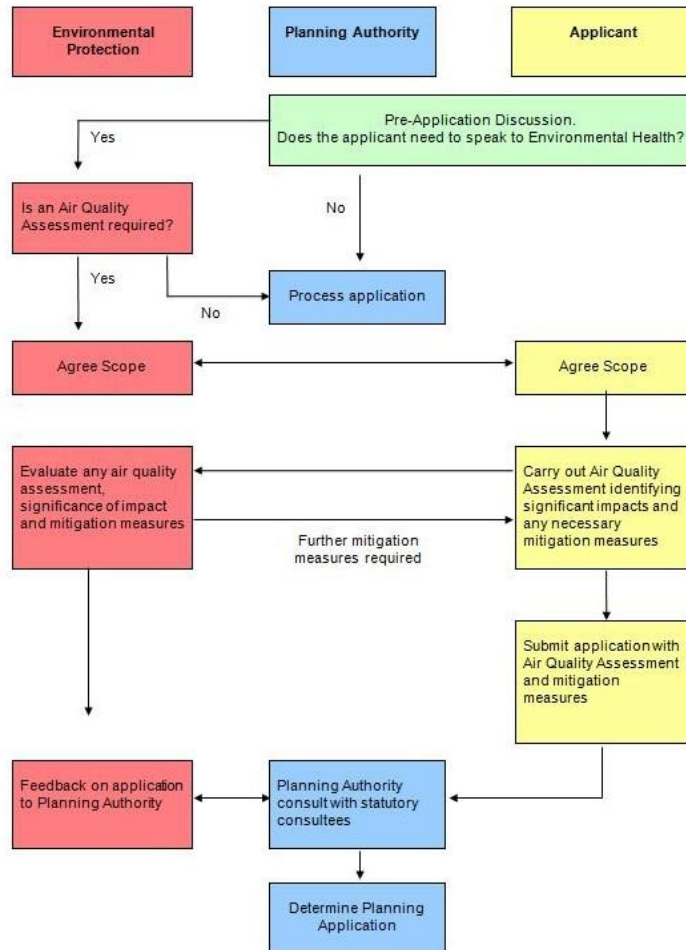 Environmental
Protection
Planning Authority
Applicant
Pre-Application Discussion.
Does the applicant need to speak to Environmental Health?
Yes
No
Is an Air Quality
Assessment required?
Yes
No
Process application
Agree Scope
Agree Scope
Evaluate any air quality
assessment,
significance of impact
and mitigation measures
Carry out Air Quality
Assessment identifying
significant impacts and
any necessary
mitigation measures
Further mitigation
measures required
Submit application with
Air Quality Assessment
and mitigation
measures
Feedback on application
to Planning Authority
Planning Authority
consult with statutory
consultees
Determine Planning
Application